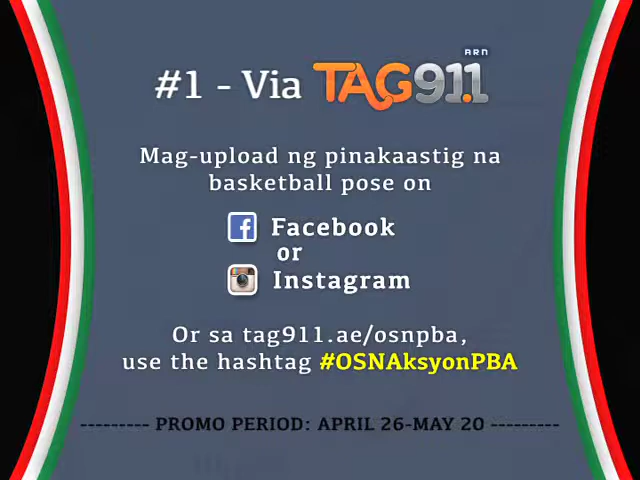 ARN
#1 - Via TAG91.1
Mag-upload ng pinakaastig na
basketball pose on
Facebook
or
Instagram
Or sa tag911.ae/osnpba,
use the hashtag #OSNAksyonPBA
--------- PROMO PERIOD: APRIL 26-MAY 20 ---------